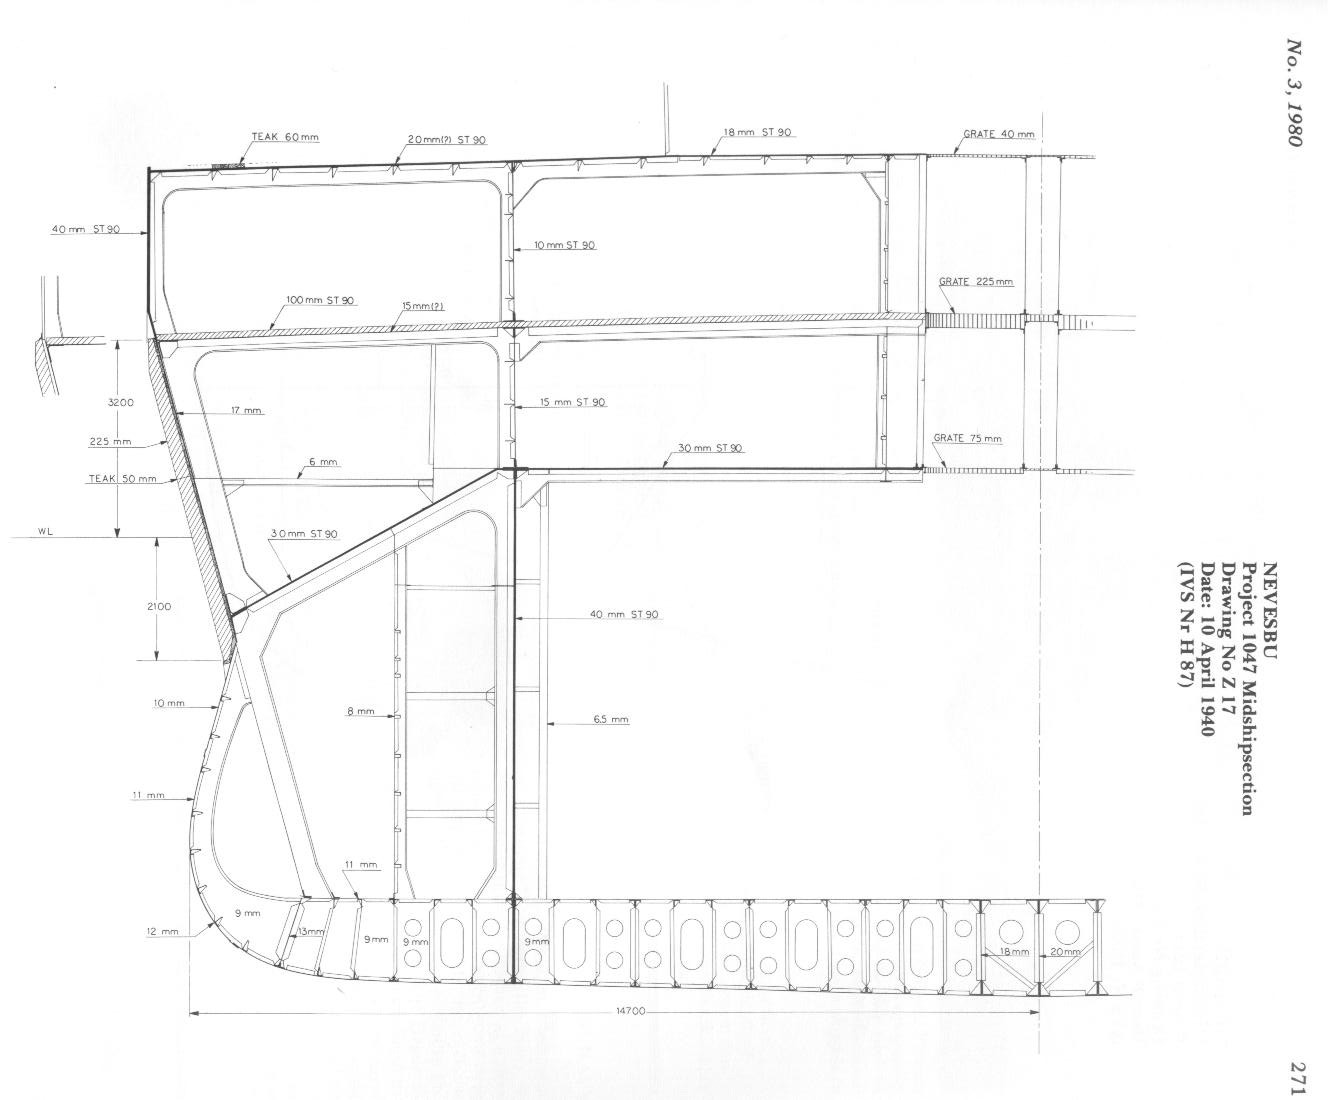 No. 3, 1980
TEAK 60 mm
20 mm(?) ST 90
18 mm ST 90
GRATE 40 mm
40 mm ST 90
10 mm ST 90
GRATE 225 mm
100 mm ST 90
15 mm(?)
3200
17 mm
15 mm ST 90
225 mm
30 mm ST 90
GRATE 75 mm
6 mm
TEAK 50 mm
WL
30 mm ST 90
NEVESBU
Project 1047 Midshipsection
Drawing No Z 17
Date: 10 April 1940
(IVS Nr H 87)
2100
40 mm ST 90
10 mm
8 mm
6.5 mm
11 mm
11 mm
9 mm
12 mm
13mm
9 mm
9 mm
9 mm
18 mm
20 mm
14700
271